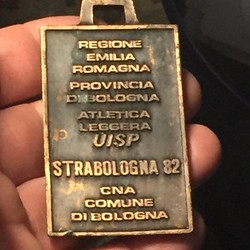 REGIONE
EMILIA
ROMAGNA
PROVINCIA
DI BOLOGNA
ATLETICA
LEGGERA
UISP
STRABOLOGNA 82
CNA
COMUNE
DI BOLOGNA